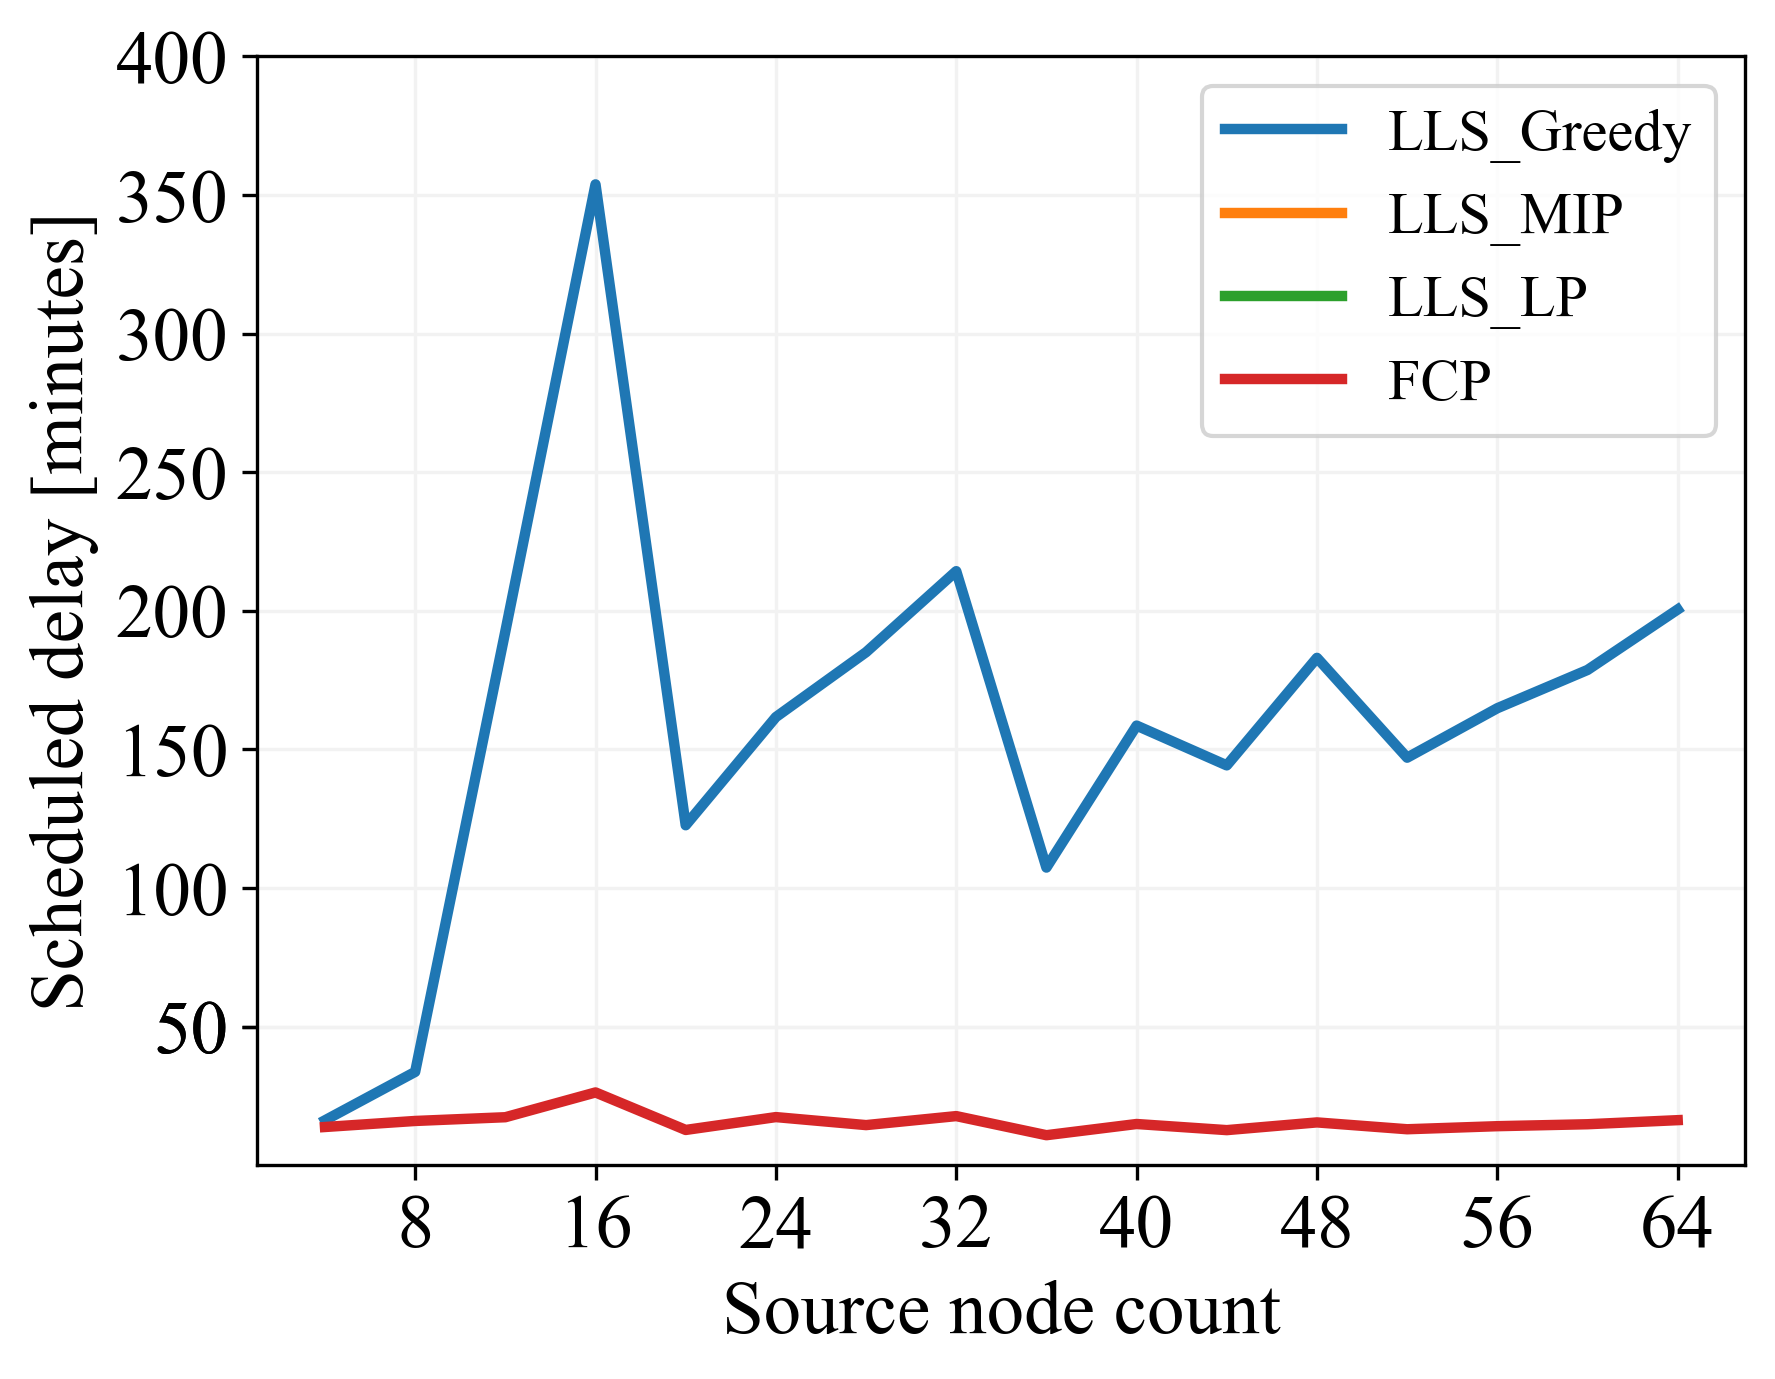 400
350
300
250
200
150
100
50
Scheduled delay [minutes]
LLS_Greedy
LLS_MIP
LLS_LP
FCP
8 16 24 32 40 48 56 64
Source node count